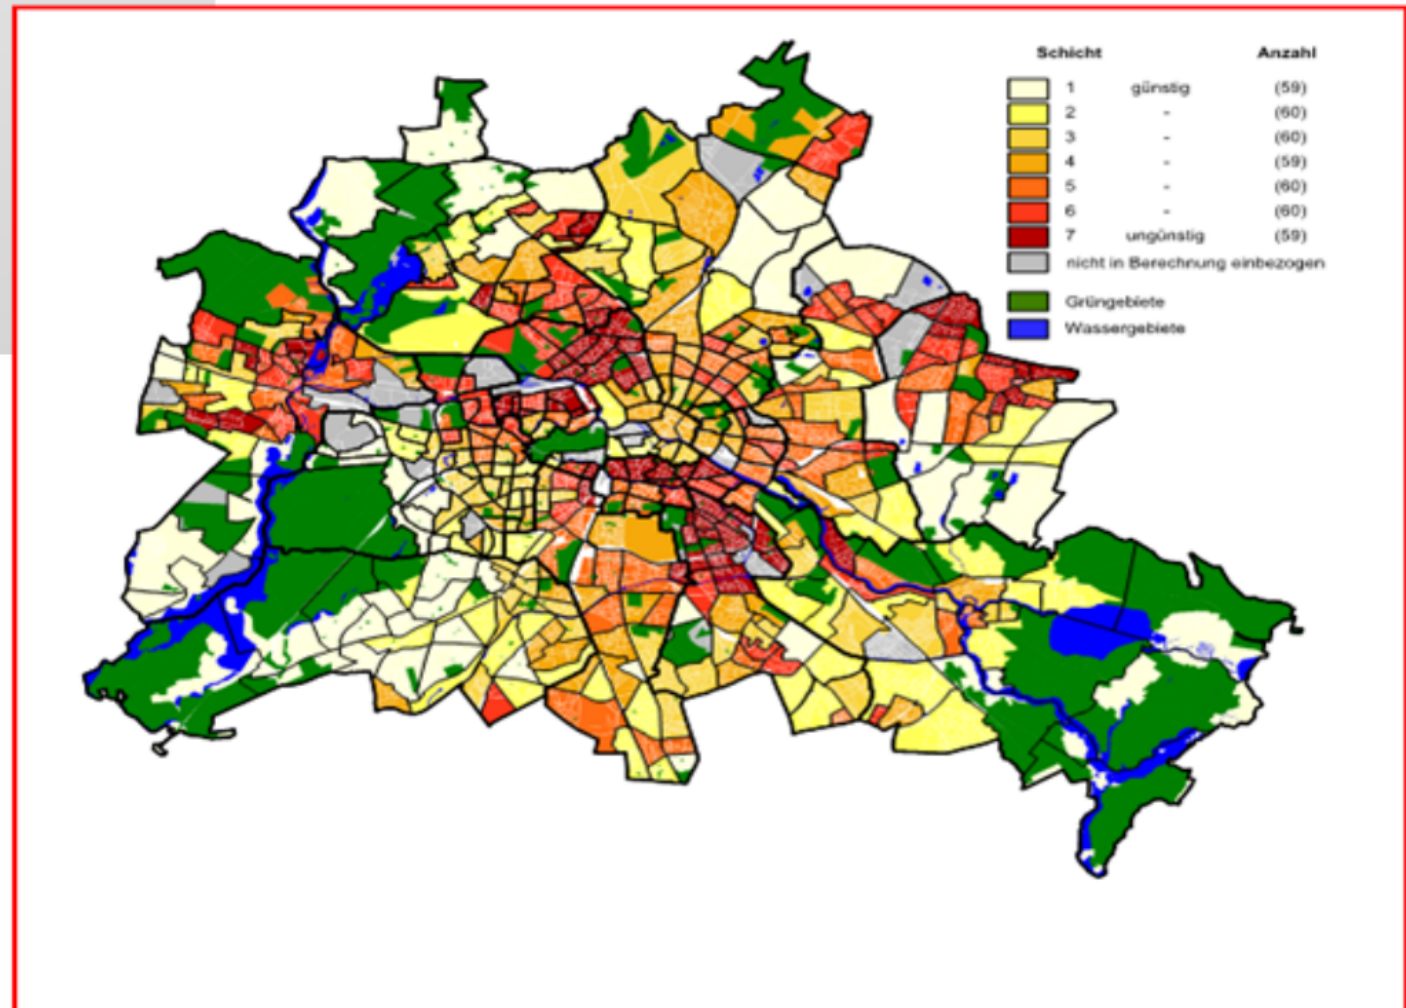 Schicht Anzahl
1 günstig (59)
2 - (60)
3 - (60)
4 - (59)
5 - (60)
6 - (60)
7 ungünstig (59)
nicht in Berechnung einbezogen
Grüngebiete
Wassergebiete